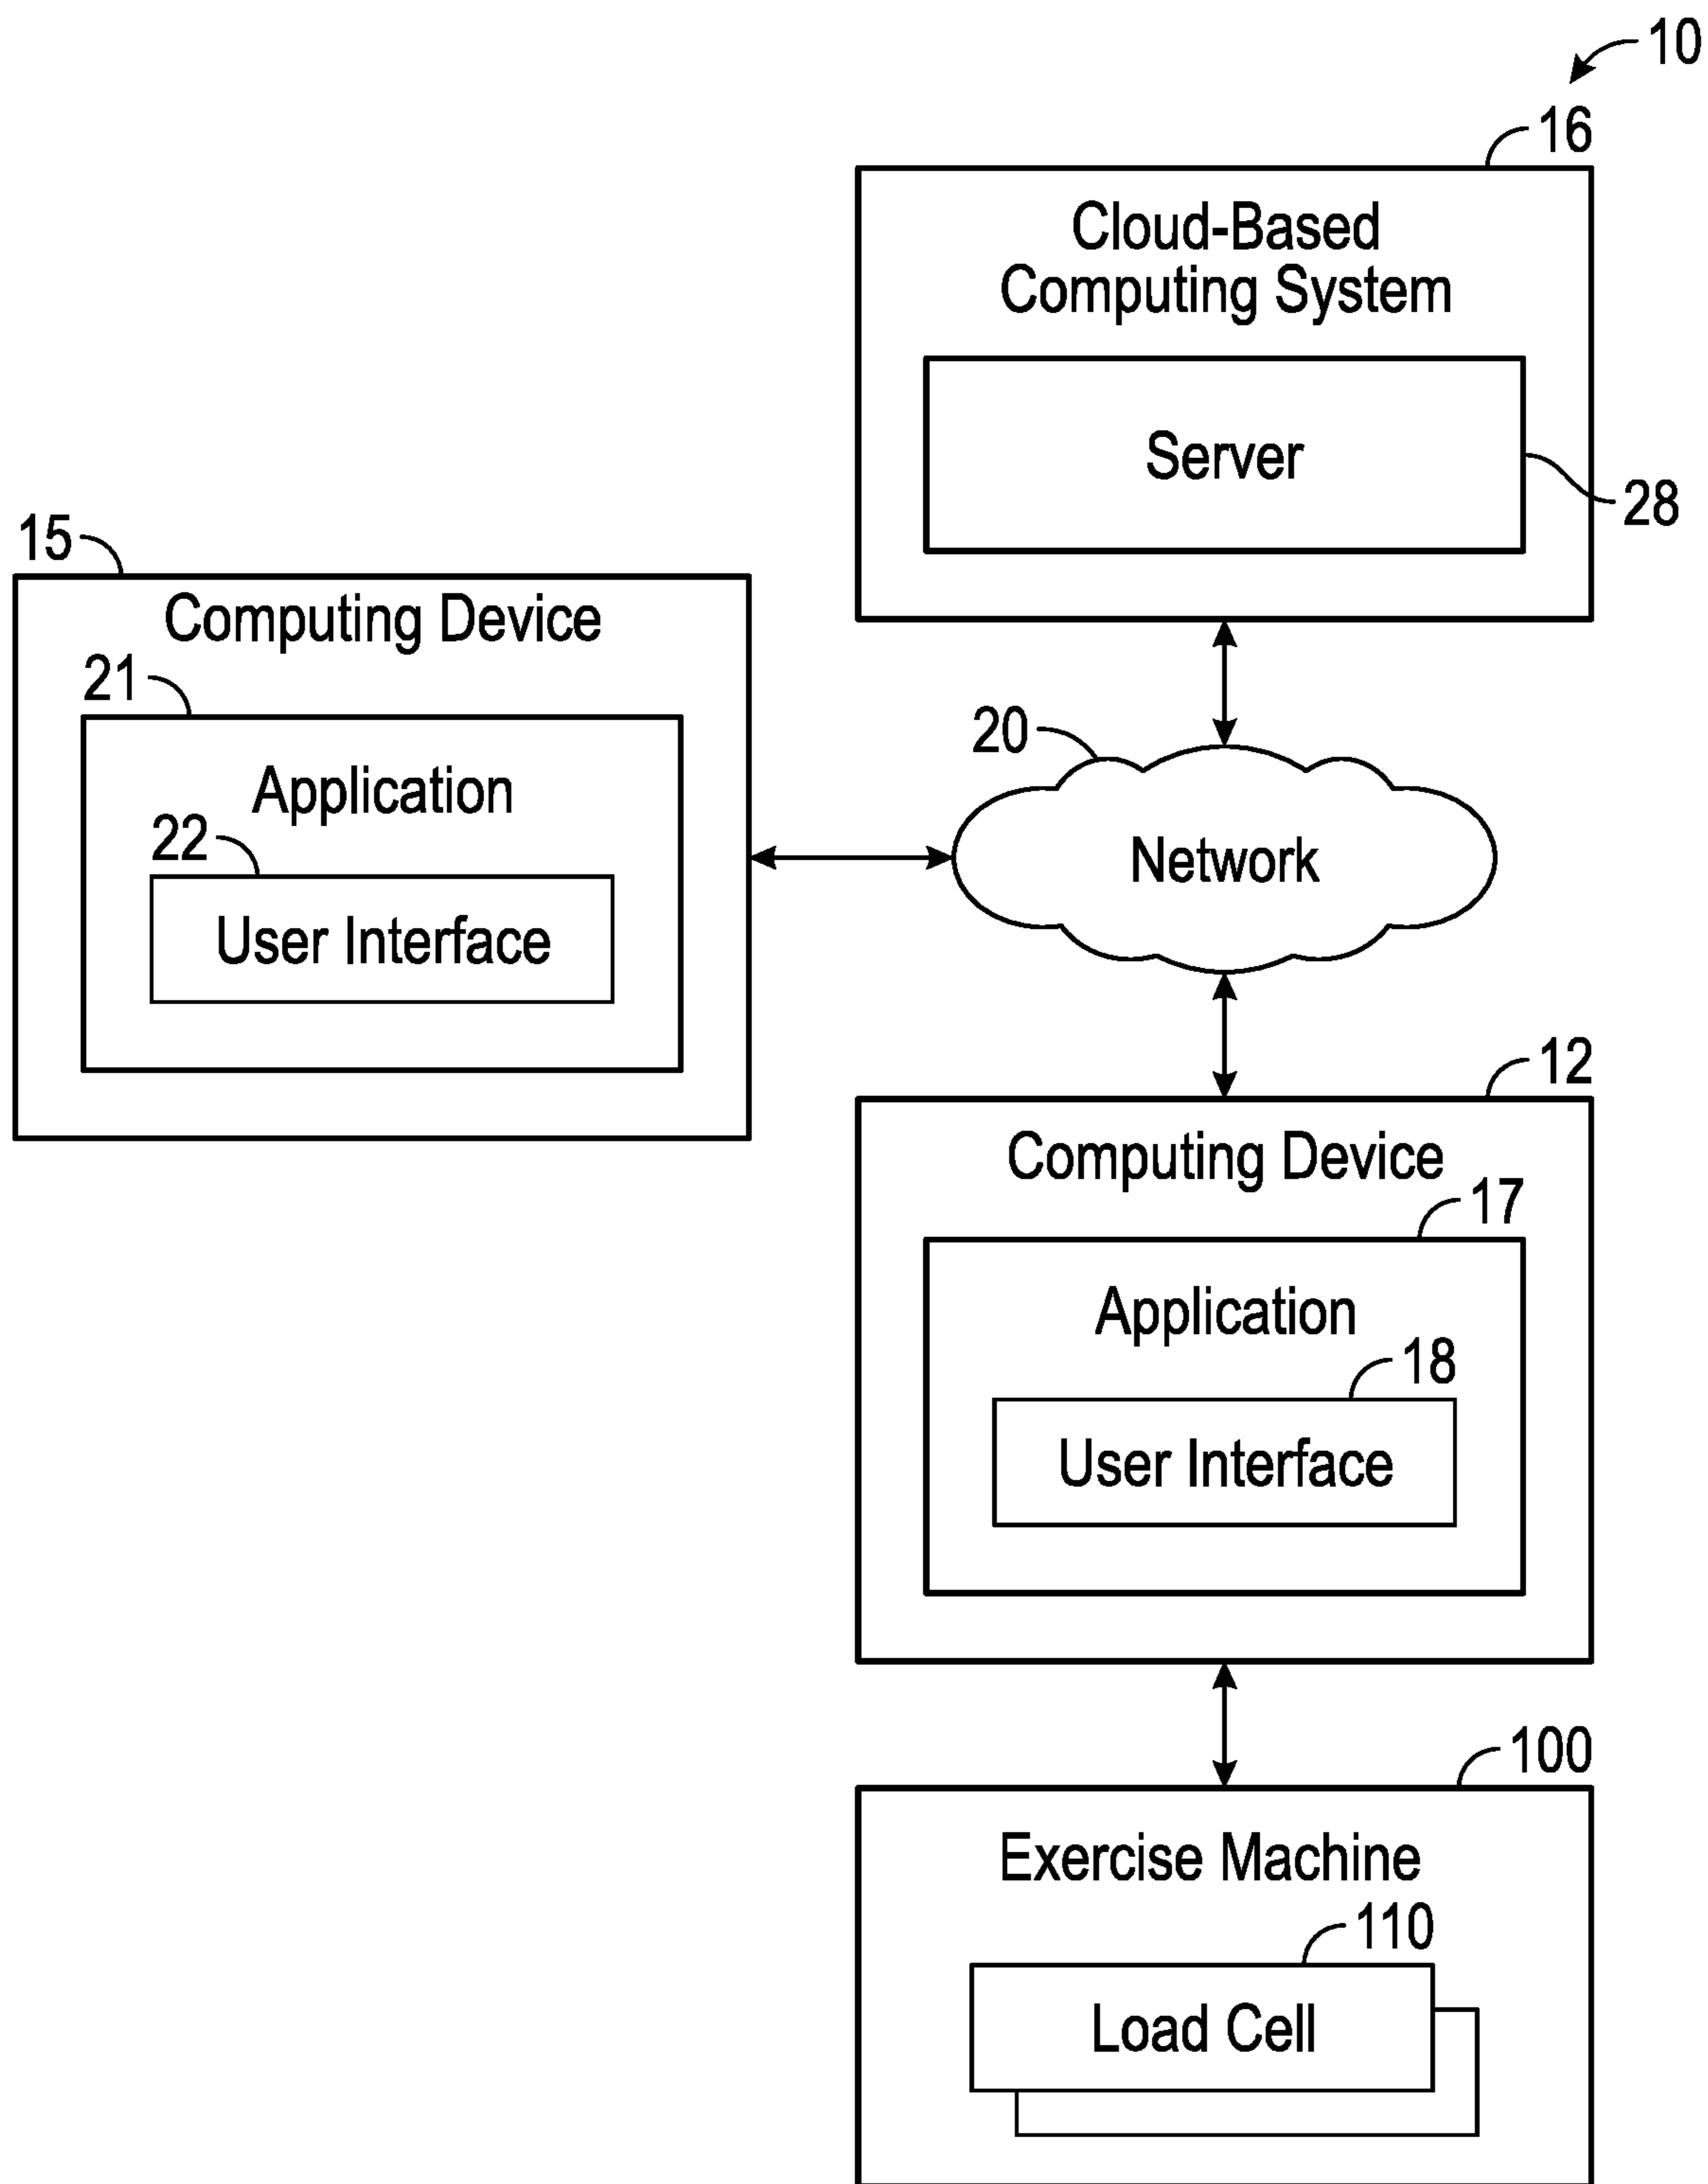 10
16
Cloud-Based
Computing System
Server
28
15
Computing Device
21
Application
22
User Interface
20
Network
12
Computing Device
17
Application
18
User Interface
100
Exercise Machine
110
Load Cell